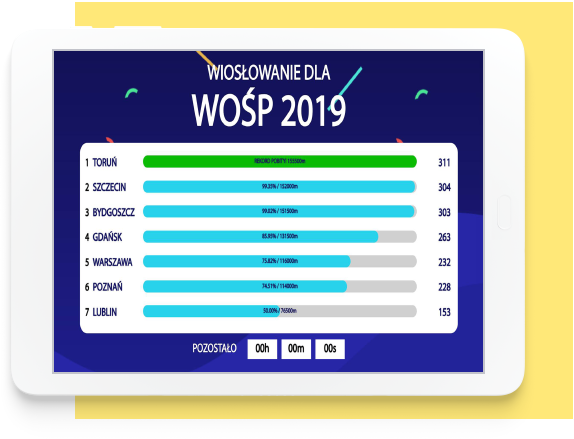 WIOSŁOWANIE DLA
WOŚP 2019
1 TORUŃ REKORD POBITY! 155500m 311
2 SZCZECIN 99.35% / 152000m 304
3 BYDGOSZCZ 99.02% / 151500m 303
4 GDAŃSK 85.95% / 131500m 263
5 WARSZAWA 75.82% / 116000m 232
6 POZNAŃ 74.51% / 114000m 228
7 LUBLIN 50.00% / 76500m 153
POZOSTAŁO 00h 00m 00s